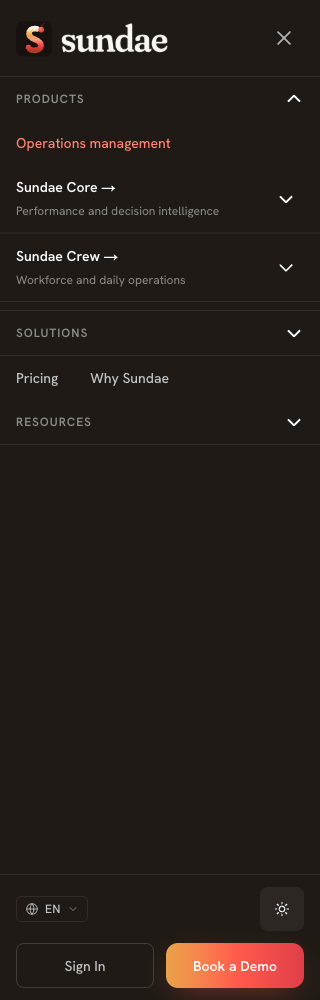 sundae
PRODUCTS
Operations management
Sundae Core →
Performance and decision intelligence
Sundae Crew →
Workforce and daily operations
SOLUTIONS
Pricing Why Sundae
RESOURCES
EN
Sign In Book a Demo